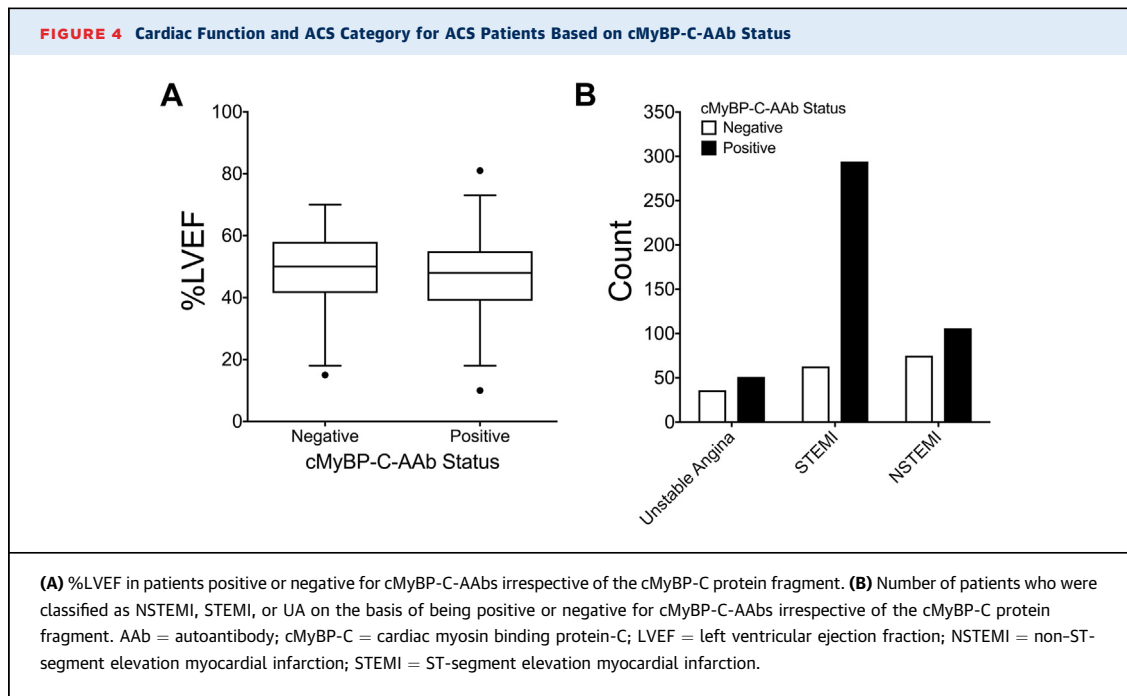 FIGURE 4 Cardiac Function and ACS Category for ACS Patients Based on cMyBP-C-AAb Status
A
100
80
60
40
20
0
%LVEF
Negative
Positive
cMyBP-C-AAb Status
B
350
300
250
200
150
100
50
0
Count
cMyBP-C-AAb Status
Negative
Positive
Unstable Angina
STEMI
NSTEMI
(A) %LVEF in patients positive or negative for cMyBP-C-AAbs irrespective of the cMyBP-C protein fragment. (B) Number of patients who were
classified as NSTEMI, STEMI, or UA on the basis of being positive or negative for cMyBP-C-AAbs irrespective of the cMyBP-C protein
fragment. AAb = autoantibody; cMyBP-C = cardiac myosin binding protein-C; LVEF = left ventricular ejection fraction; NSTEMI = non-ST-
segment elevation myocardial infarction; STEMI = ST-segment elevation myocardial infarction.